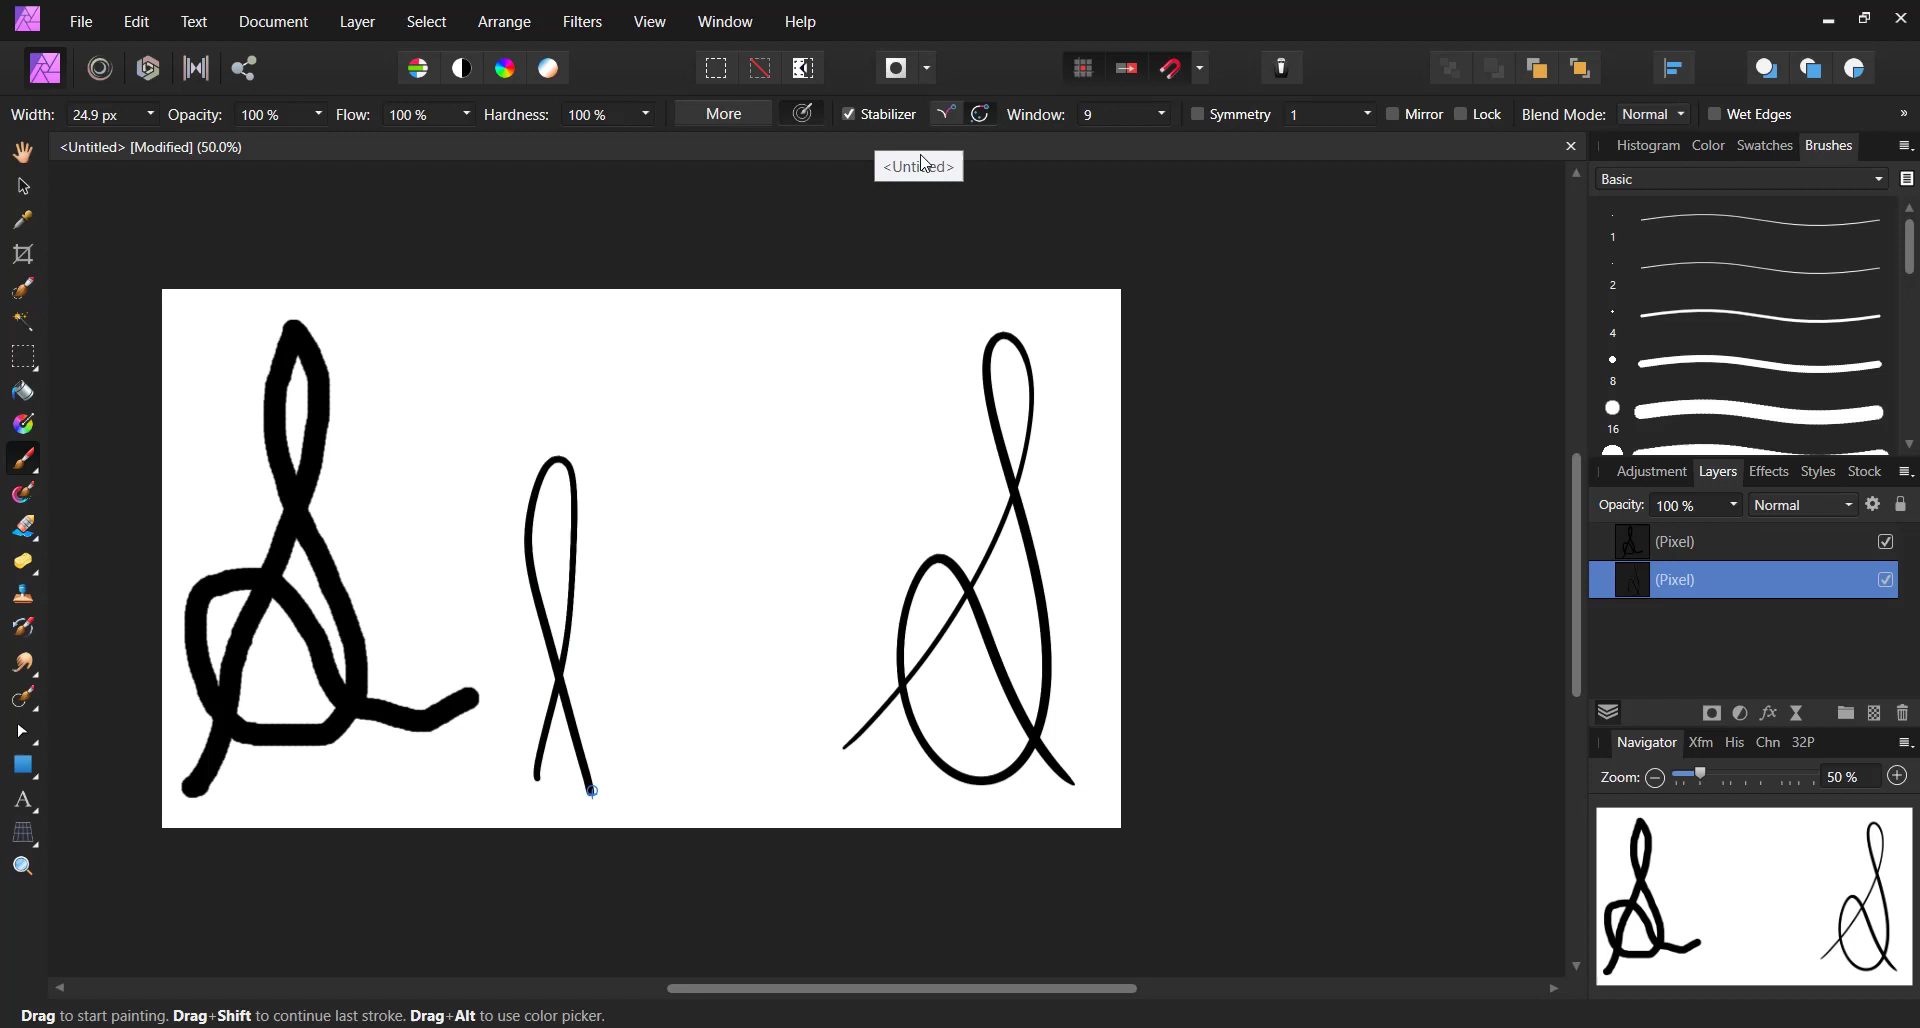 File Edit Text Document Layer Select Arrange Filters View Window Help
Width: 24.9 px Opacity: 100 % Flow: 100 % Hardness: 100 % More Stabilizer Window: 9 Symmetry 1 Mirror Lock Blend Mode: Normal Wet Edges »
<Untitled> [Modified] (50.0%)
<Untitled>
Histogram Color Swatches Brushes
Basic
1
2
4
8
16
Adjustment Layers Effects Styles Stock
Opacity: 100 % Normal
(Pixel)
(Pixel)
Navigator Xfm His Chn 32P
Zoom: 50 %
Drag to start painting. Drag+Shift to continue last stroke. Drag+Alt to use color picker.